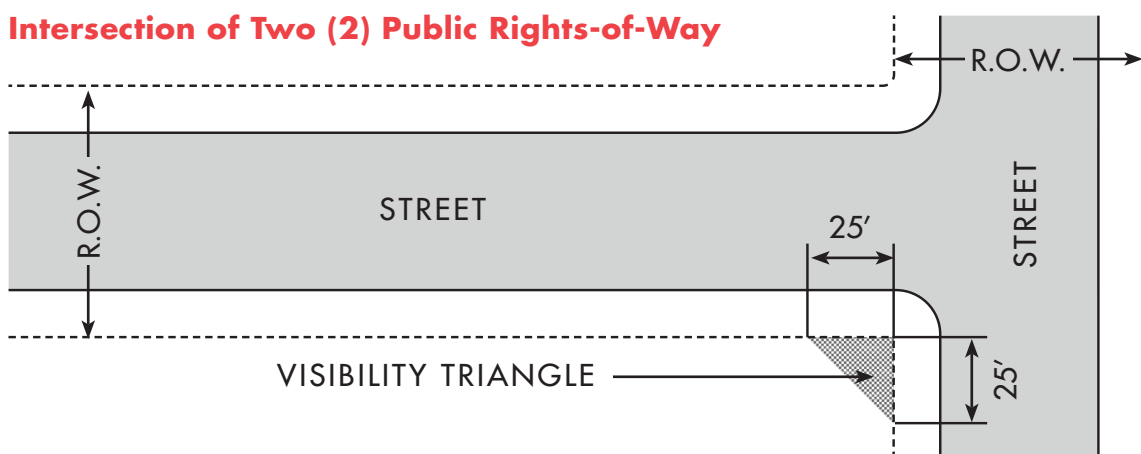 Intersection of Two (2) Public Rights-of-Way
R.O.W.
R.O.W.
STREET
STREET
25′
VISIBILITY TRIANGLE
25′